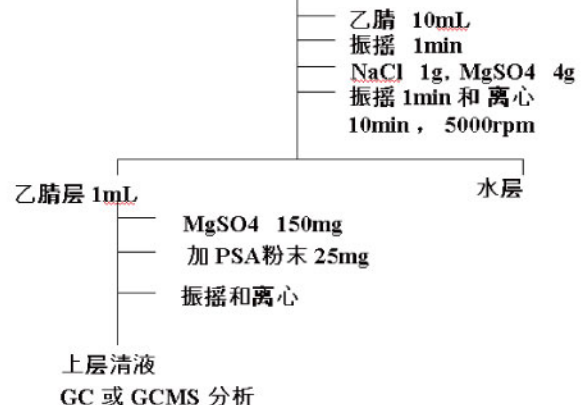 乙腈 10mL
振摇 1min
NaCl 1g, MgSO4 4g
振摇 1min 和 离心
10min , 5000rpm
乙腈层 1mL
水层
MgSO4 150mg
加 PSA粉末 25mg
振摇和离心
上层清液
GC 或 GCMS 分析